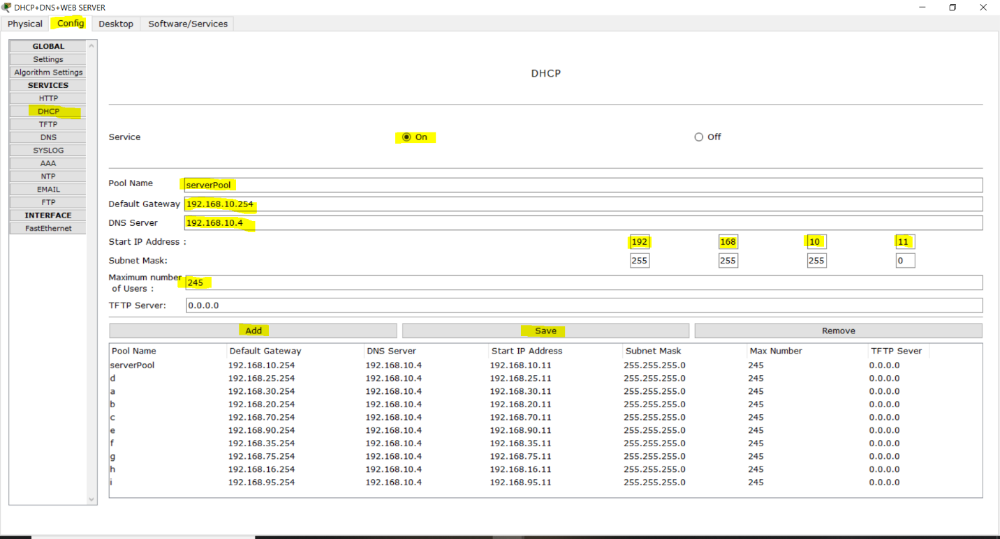 DHCP+DNS+WEB SERVER
Physical Config Desktop Software/Services
GLOBAL
Settings
Algorithm Settings
SERVICES
HTTP
DHCP
TFTP
DNS
SYSLOG
AAA
NTP
EMAIL
FTP
INTERFACE
FastEthernet
DHCP
Service On Off
Pool Name serverPool
Default Gateway 192.168.10.254
DNS Server 192.168.10.4
Start IP Address : 192 168 10 11
Subnet Mask: 255 255 255 0
Maximum number
of Users : 245
TFTP Server: 0.0.0.0
Add Save Remove
Pool Name Default Gateway DNS Server Start IP Address Subnet Mask Max Number TFTP Sever
serverPool 192.168.10.254 192.168.10.4 192.168.10.11 255.255.255.0 245 0.0.0.0
d 192.168.25.254 192.168.10.4 192.168.25.11 255.255.255.0 245 0.0.0.0
a 192.168.30.254 192.168.10.4 192.168.30.11 255.255.255.0 245 0.0.0.0
b 192.168.20.254 192.168.10.4 192.168.20.11 255.255.255.0 245 0.0.0.0
c 192.168.70.254 192.168.10.4 192.168.70.11 255.255.255.0 245 0.0.0.0
e 192.168.90.254 192.168.10.4 192.168.90.11 255.255.255.0 245 0.0.0.0
f 192.168.35.254 192.168.10.4 192.168.35.11 255.255.255.0 245 0.0.0.0
g 192.168.75.254 192.168.10.4 192.168.75.11 255.255.255.0 245 0.0.0.0
h 192.168.16.254 192.168.10.4 192.168.16.11 255.255.255.0 245 0.0.0.0
i 192.168.95.254 192.168.10.4 192.168.95.11 255.255.255.0 245 0.0.0.0